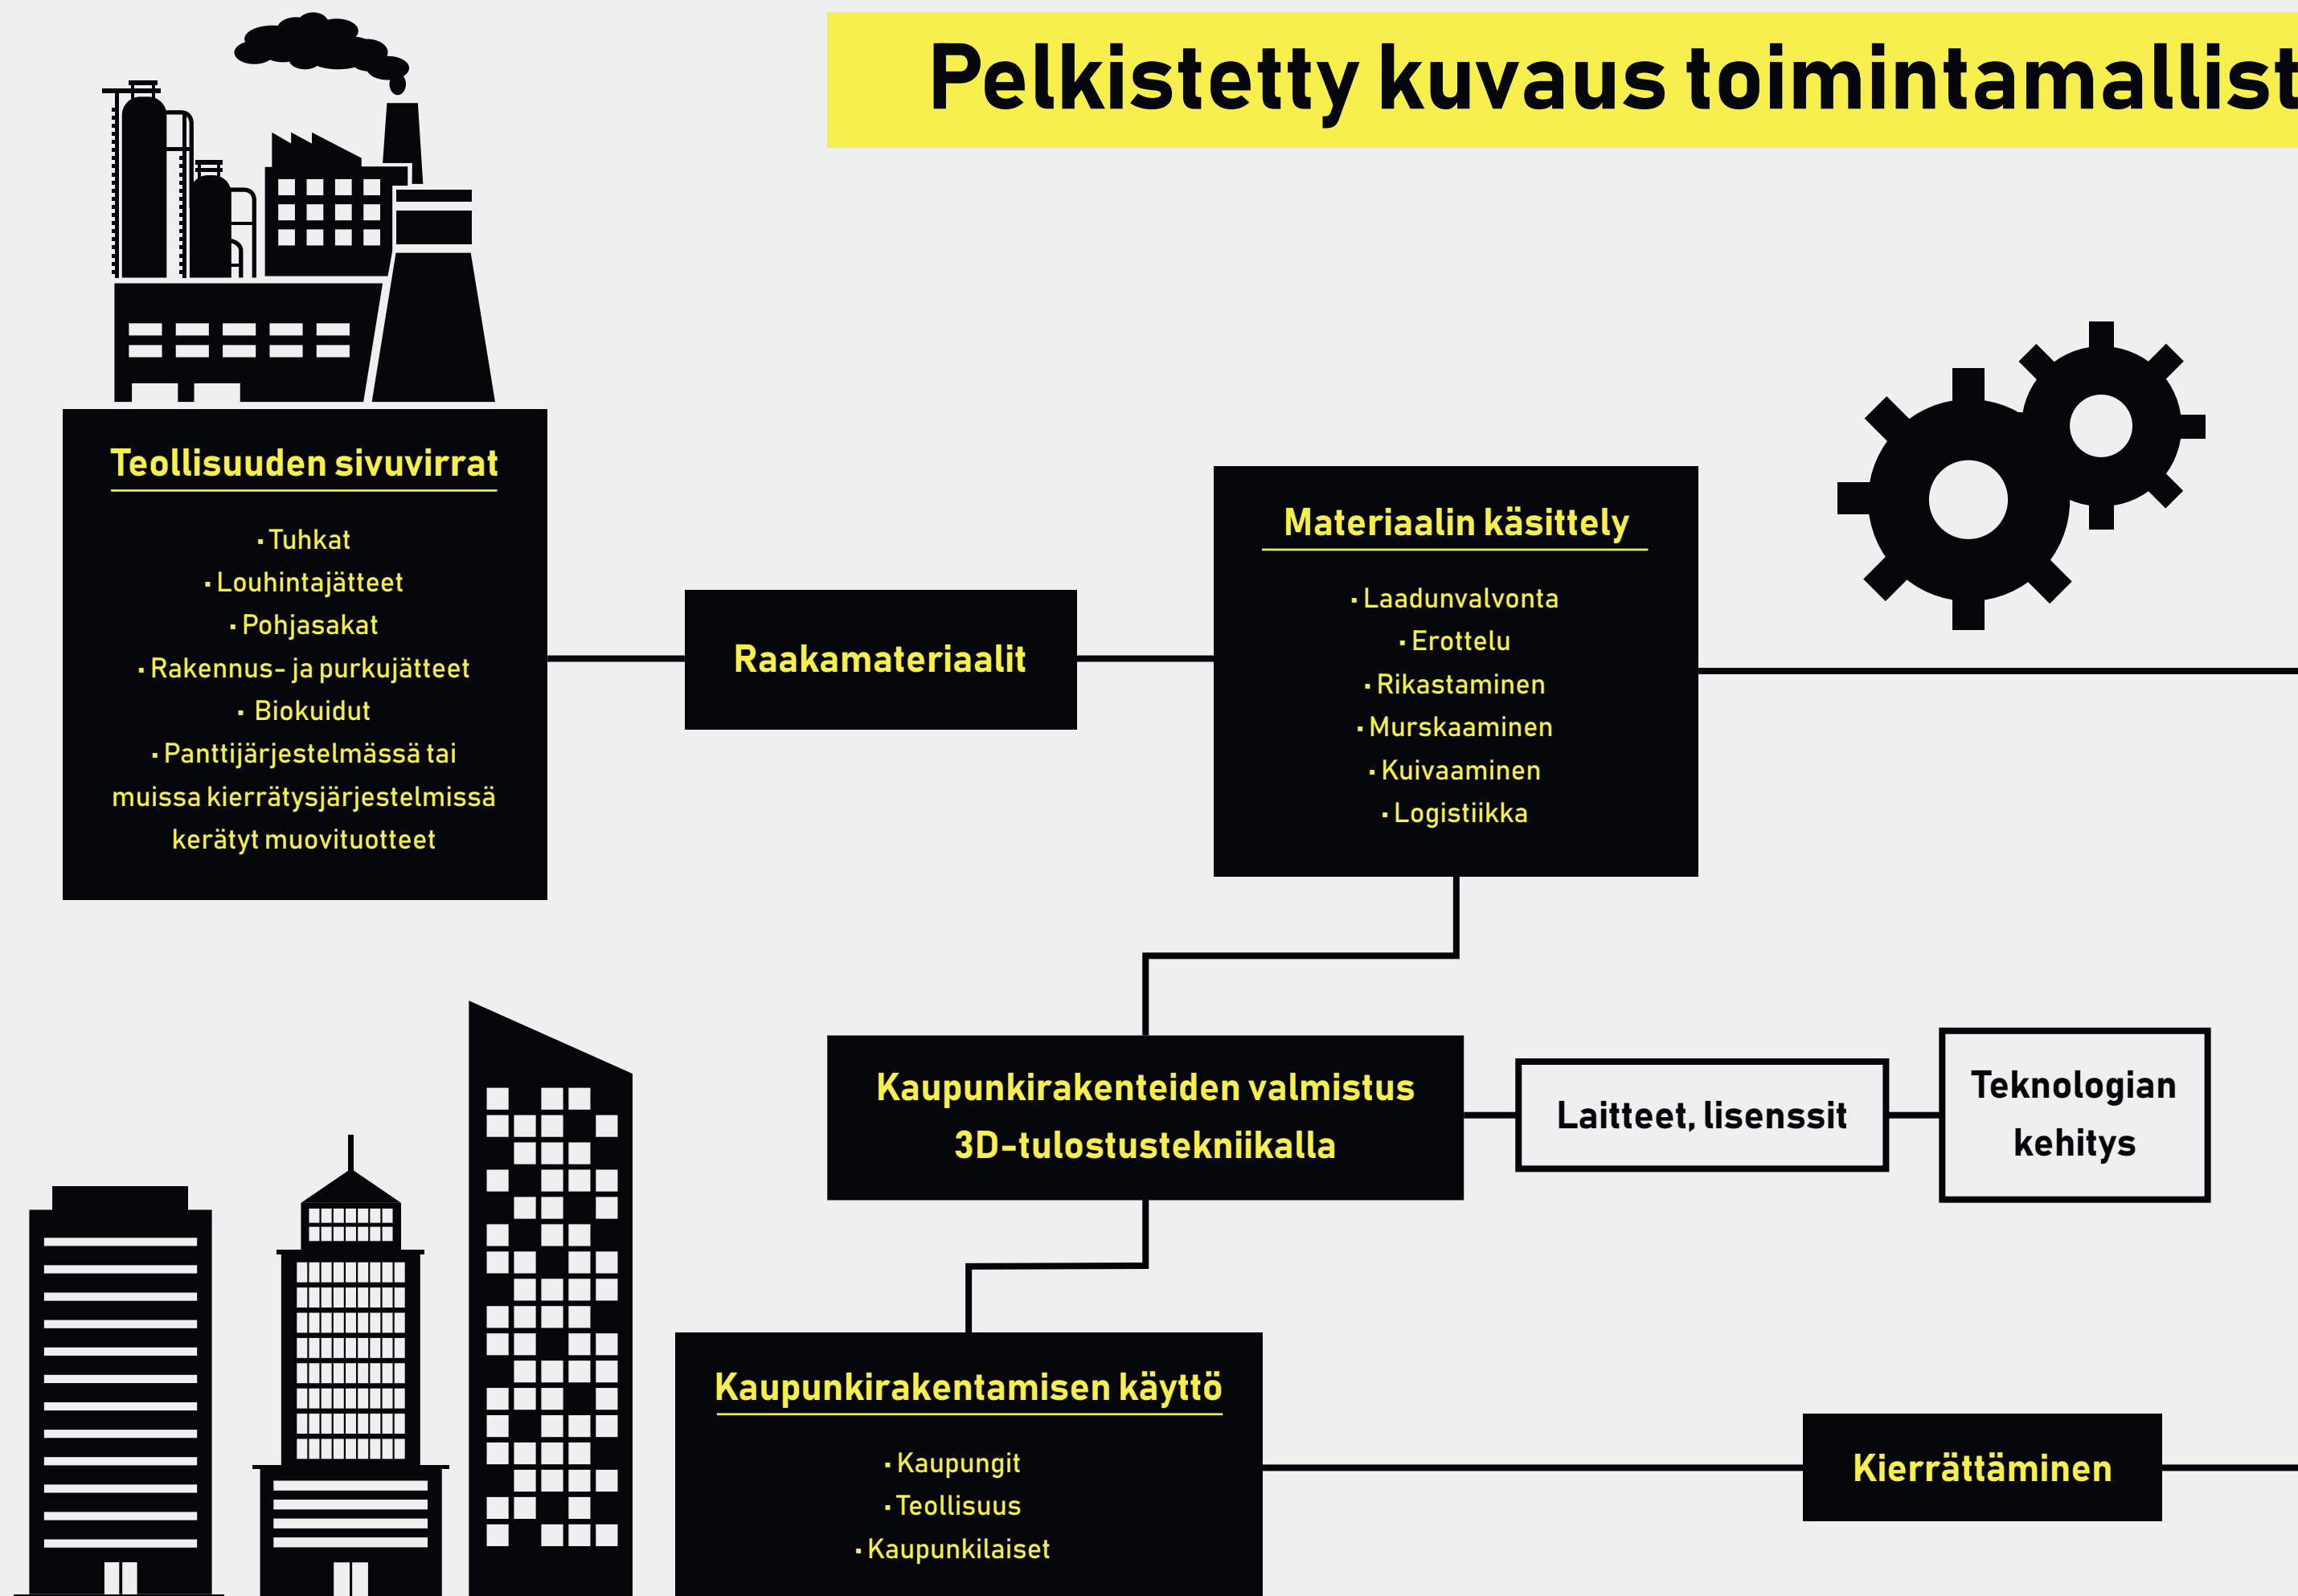 Pelkistetty kuvaus toimintamallist
Teollisuuden sivuvirrat
▪ Tuhkat
▪ Louhintajätteet
▪ Pohjasakat
▪ Rakennus- ja purkujätteet
▪ Biokuidut
▪ Panttijärjestelmässä tai
muissa kierrätysjärjestelmissä
kerätyt muovituotteet
Raakamateriaalit
Materiaalin käsittely
▪ Laadunvalvonta
▪ Erottelu
▪ Rikastaminen
▪ Murskaaminen
▪ Kuivaaminen
▪ Logistiikka
Kaupunkirakenteiden valmistus
3D-tulostustekniikalla
Laitteet, lisenssit
Teknologian
kehitys
Kaupunkirakentamisen käyttö
▪ Kaupungit
▪ Teollisuus
▪ Kaupunkilaiset
Kierrättäminen